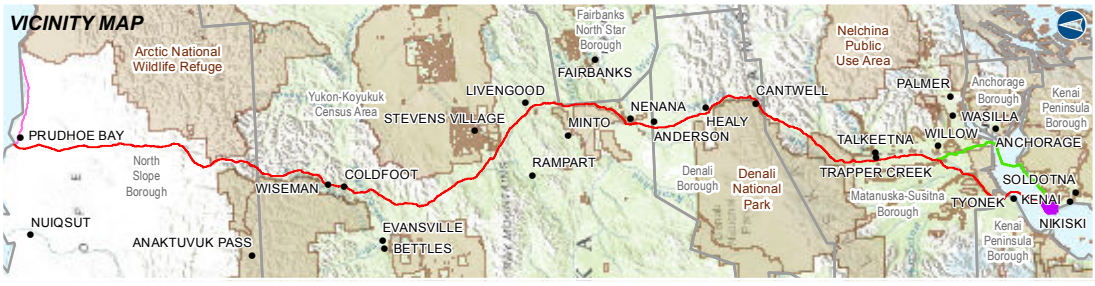 VICINITY MAP
Arctic National
Wildlife Refuge
Fairbanks
North Star
Borough
FAIRBANKS
Nelchina
Public
Use Area
PALMER
Anchorage
Borough
Kenai
Peninsula
Borough
Yukon-Koyukuk
Census Area
LIVENGOOD
STEVENS VILLAGE
MINTO
NENANA
ANDERSON
HEALY
CANTWELL
TALKEETNA
WILLOW
WASILLA
ANCHORAGE
PRUDHOE BAY
North
Slope
Borough
WISEMAN
COLDFOOT
RAMPART
Denali
Borough
Denali
National
Park
TRAPPER CREEK
Matanuska-Susitna
Borough
SOLDOTNA
TYONEK
KENAI
NIKISKI
NUIQSUT
ANAKTUVUK PASS
EVANSVILLE
BETTLES
Kenai
Peninsula
Borough